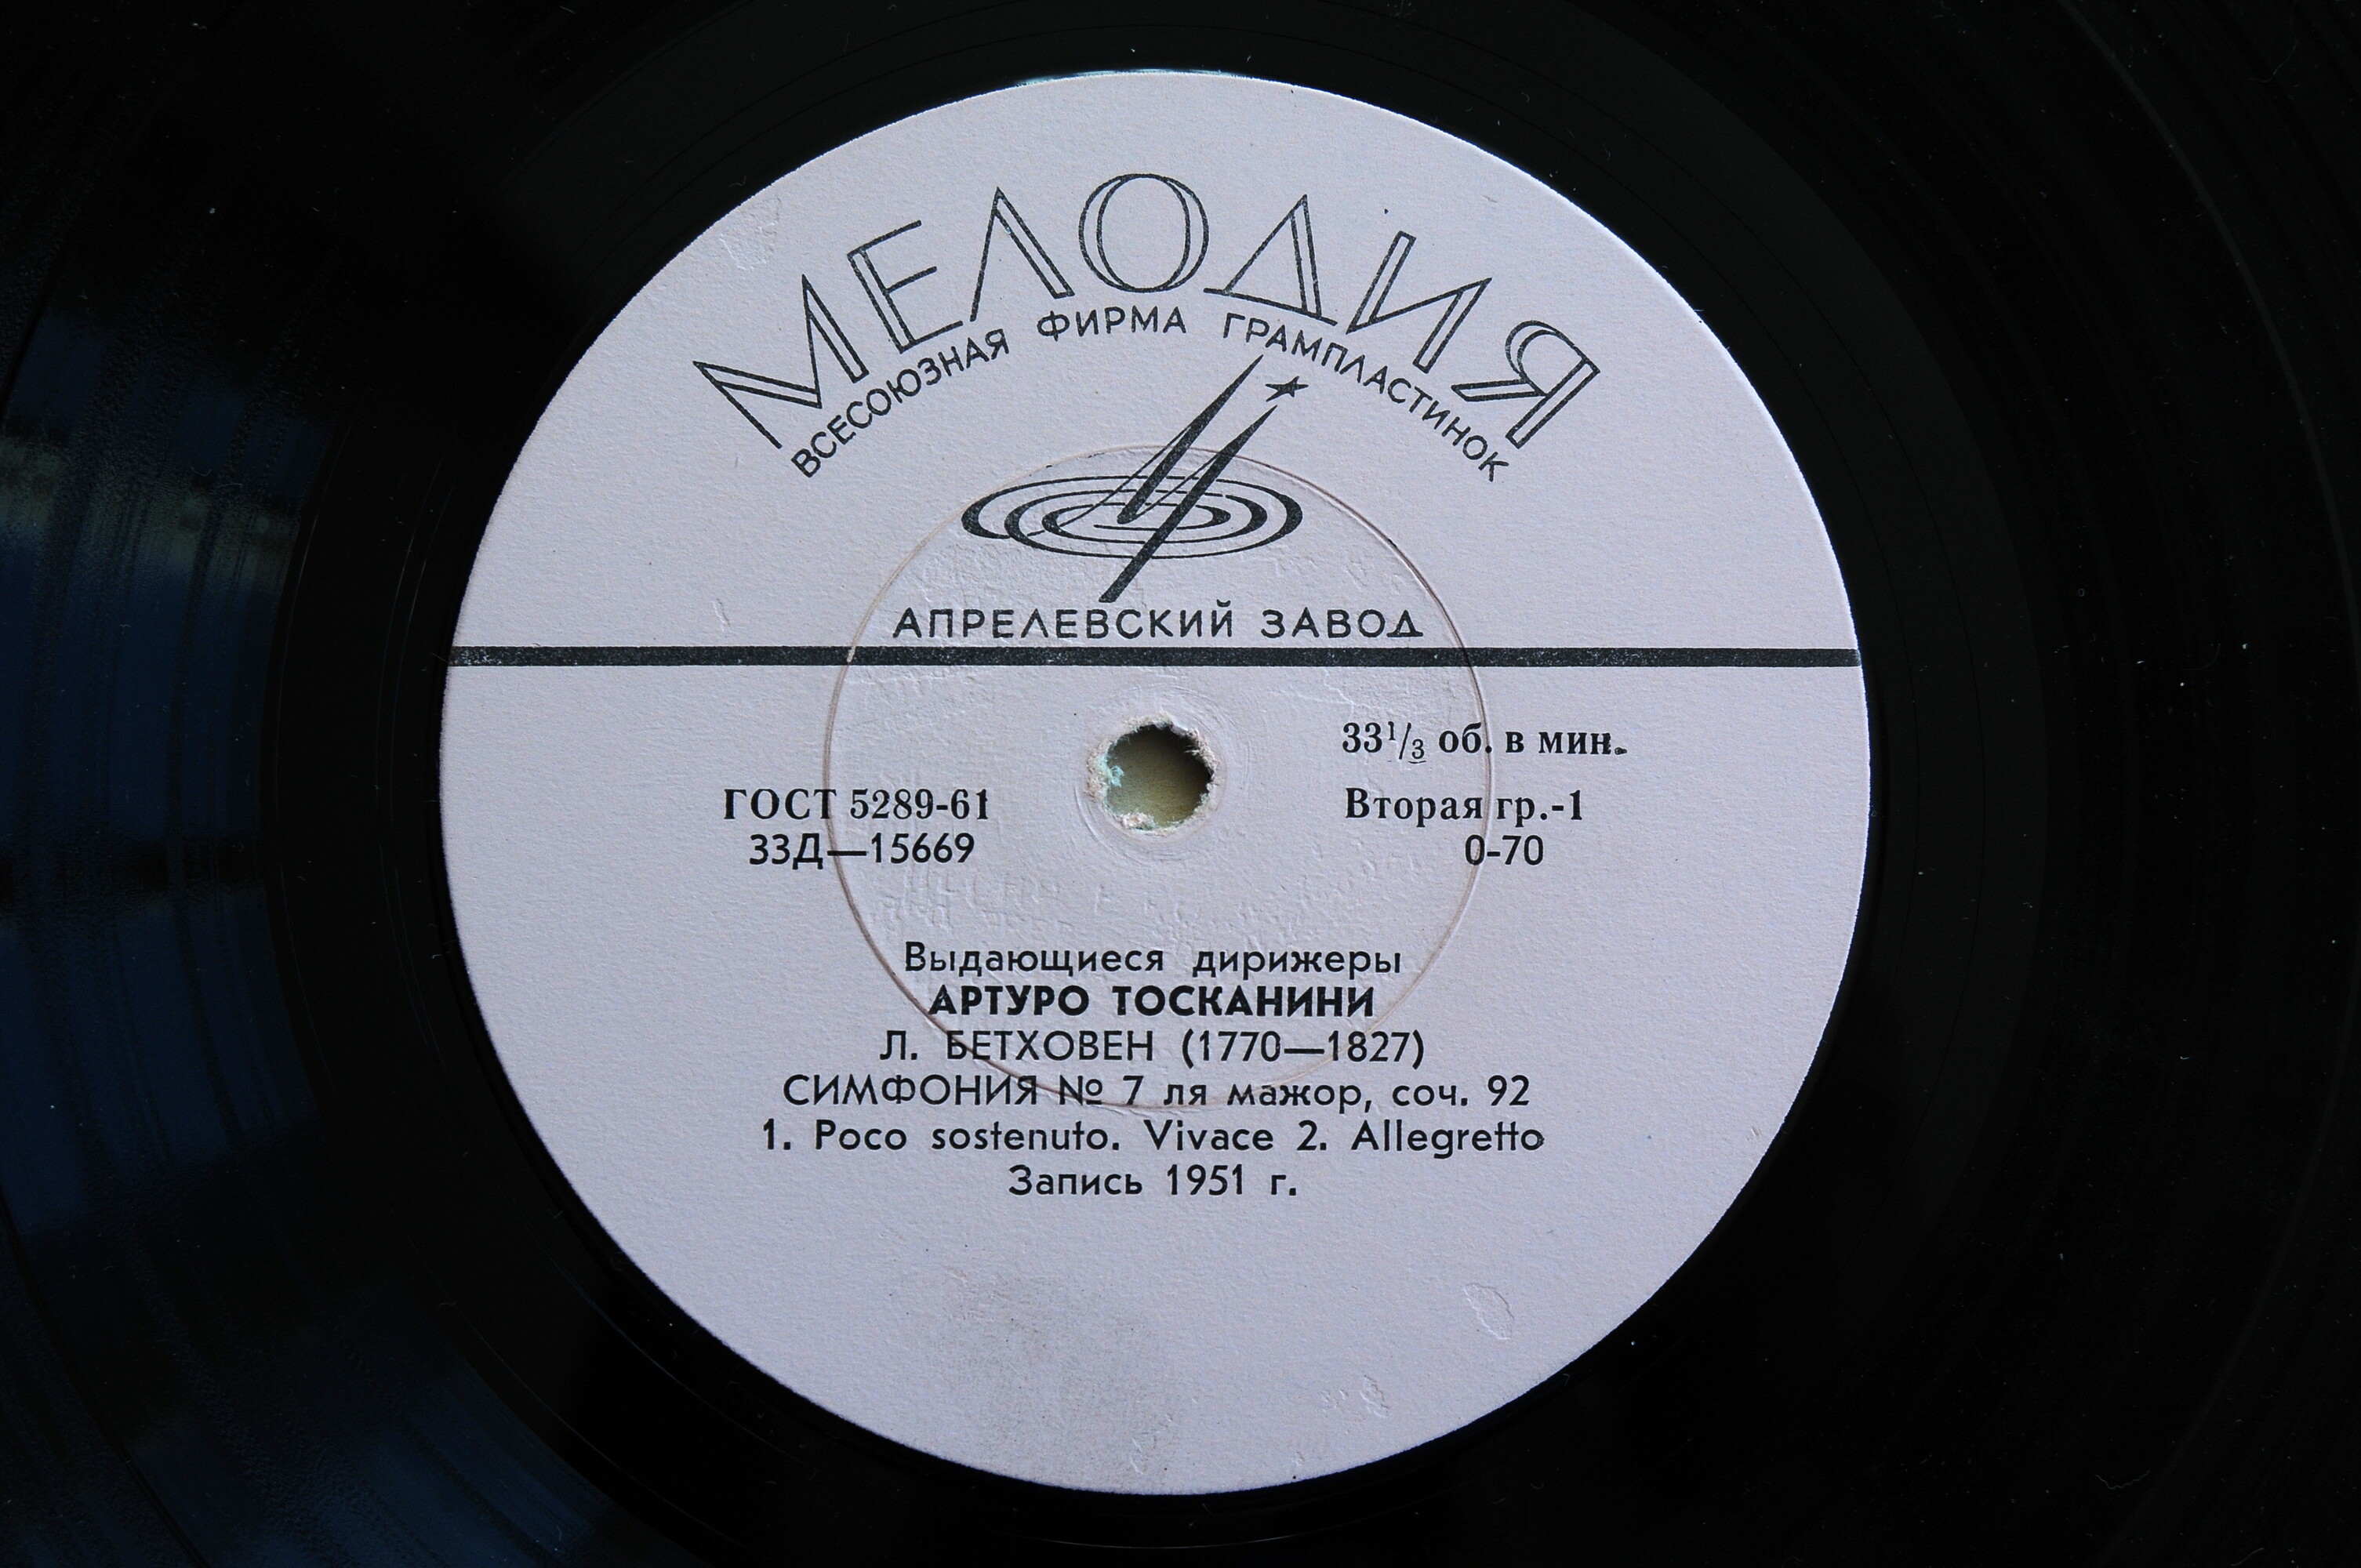 МЕЛОДИЯ
ВСЕСОЮЗНАЯ ФИРМА ГРАМПЛАСТИНОК
АПРЕЛЕВСКИЙ ЗАВОД
33¹/₃ об. в мин.
ГОСТ 5289-61 Вторая гр.-1
33Д—15669 0-70
Выдающиеся дирижеры
АРТУРО ТОСКАНИНИ
Л. БЕТХОВЕН (1770—1827)
СИМФОНИЯ № 7 ля мажор, соч. 92
1. Poco sostenuto. Vivace 2. Allegretto
Запись 1951 г.